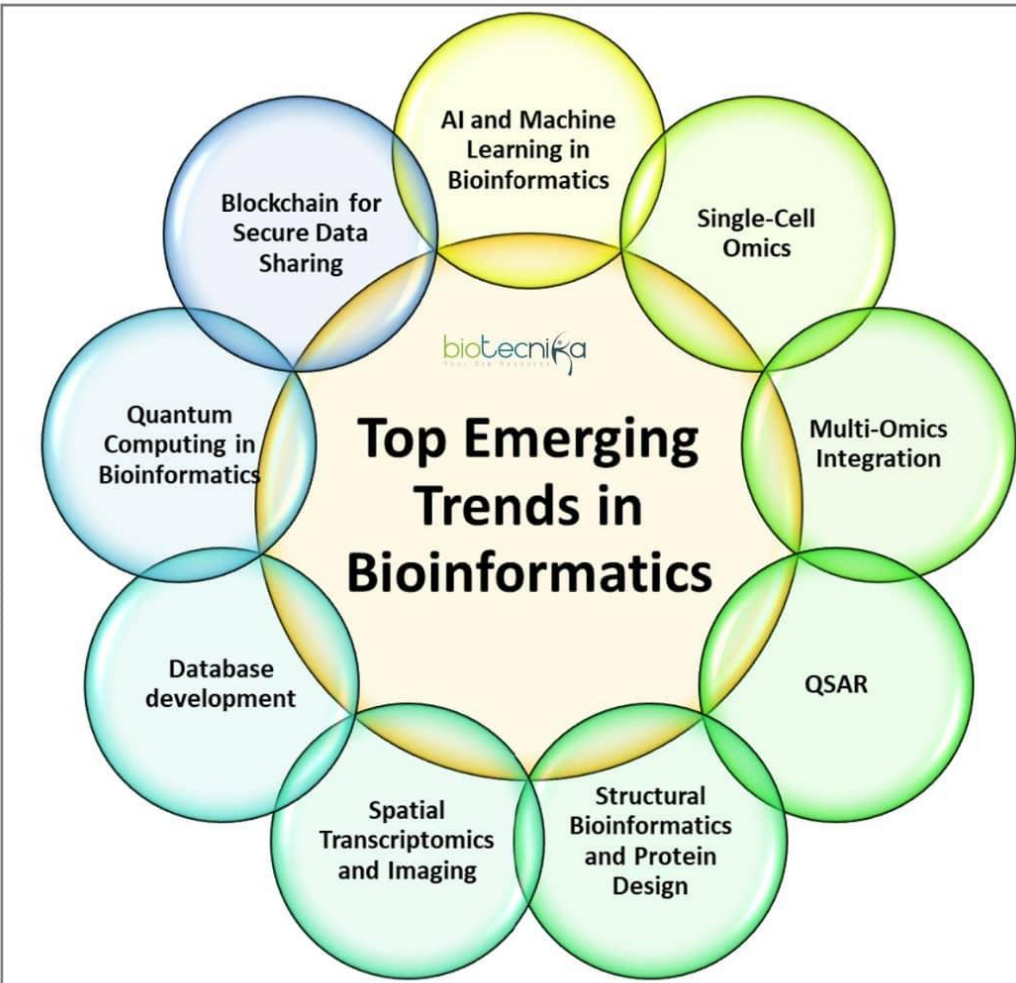 AI and Machine
Learning in
Bioinformatics
Single-Cell
Omics
Multi-Omics
Integration
QSAR
Structural
Bioinformatics
and Protein
Design
Spatial
Transcriptomics
and Imaging
Database
development
Quantum
Computing in
Bioinformatics
Blockchain for
Secure Data
Sharing
biotecnika
Top Emerging
Trends in
Bioinformatics